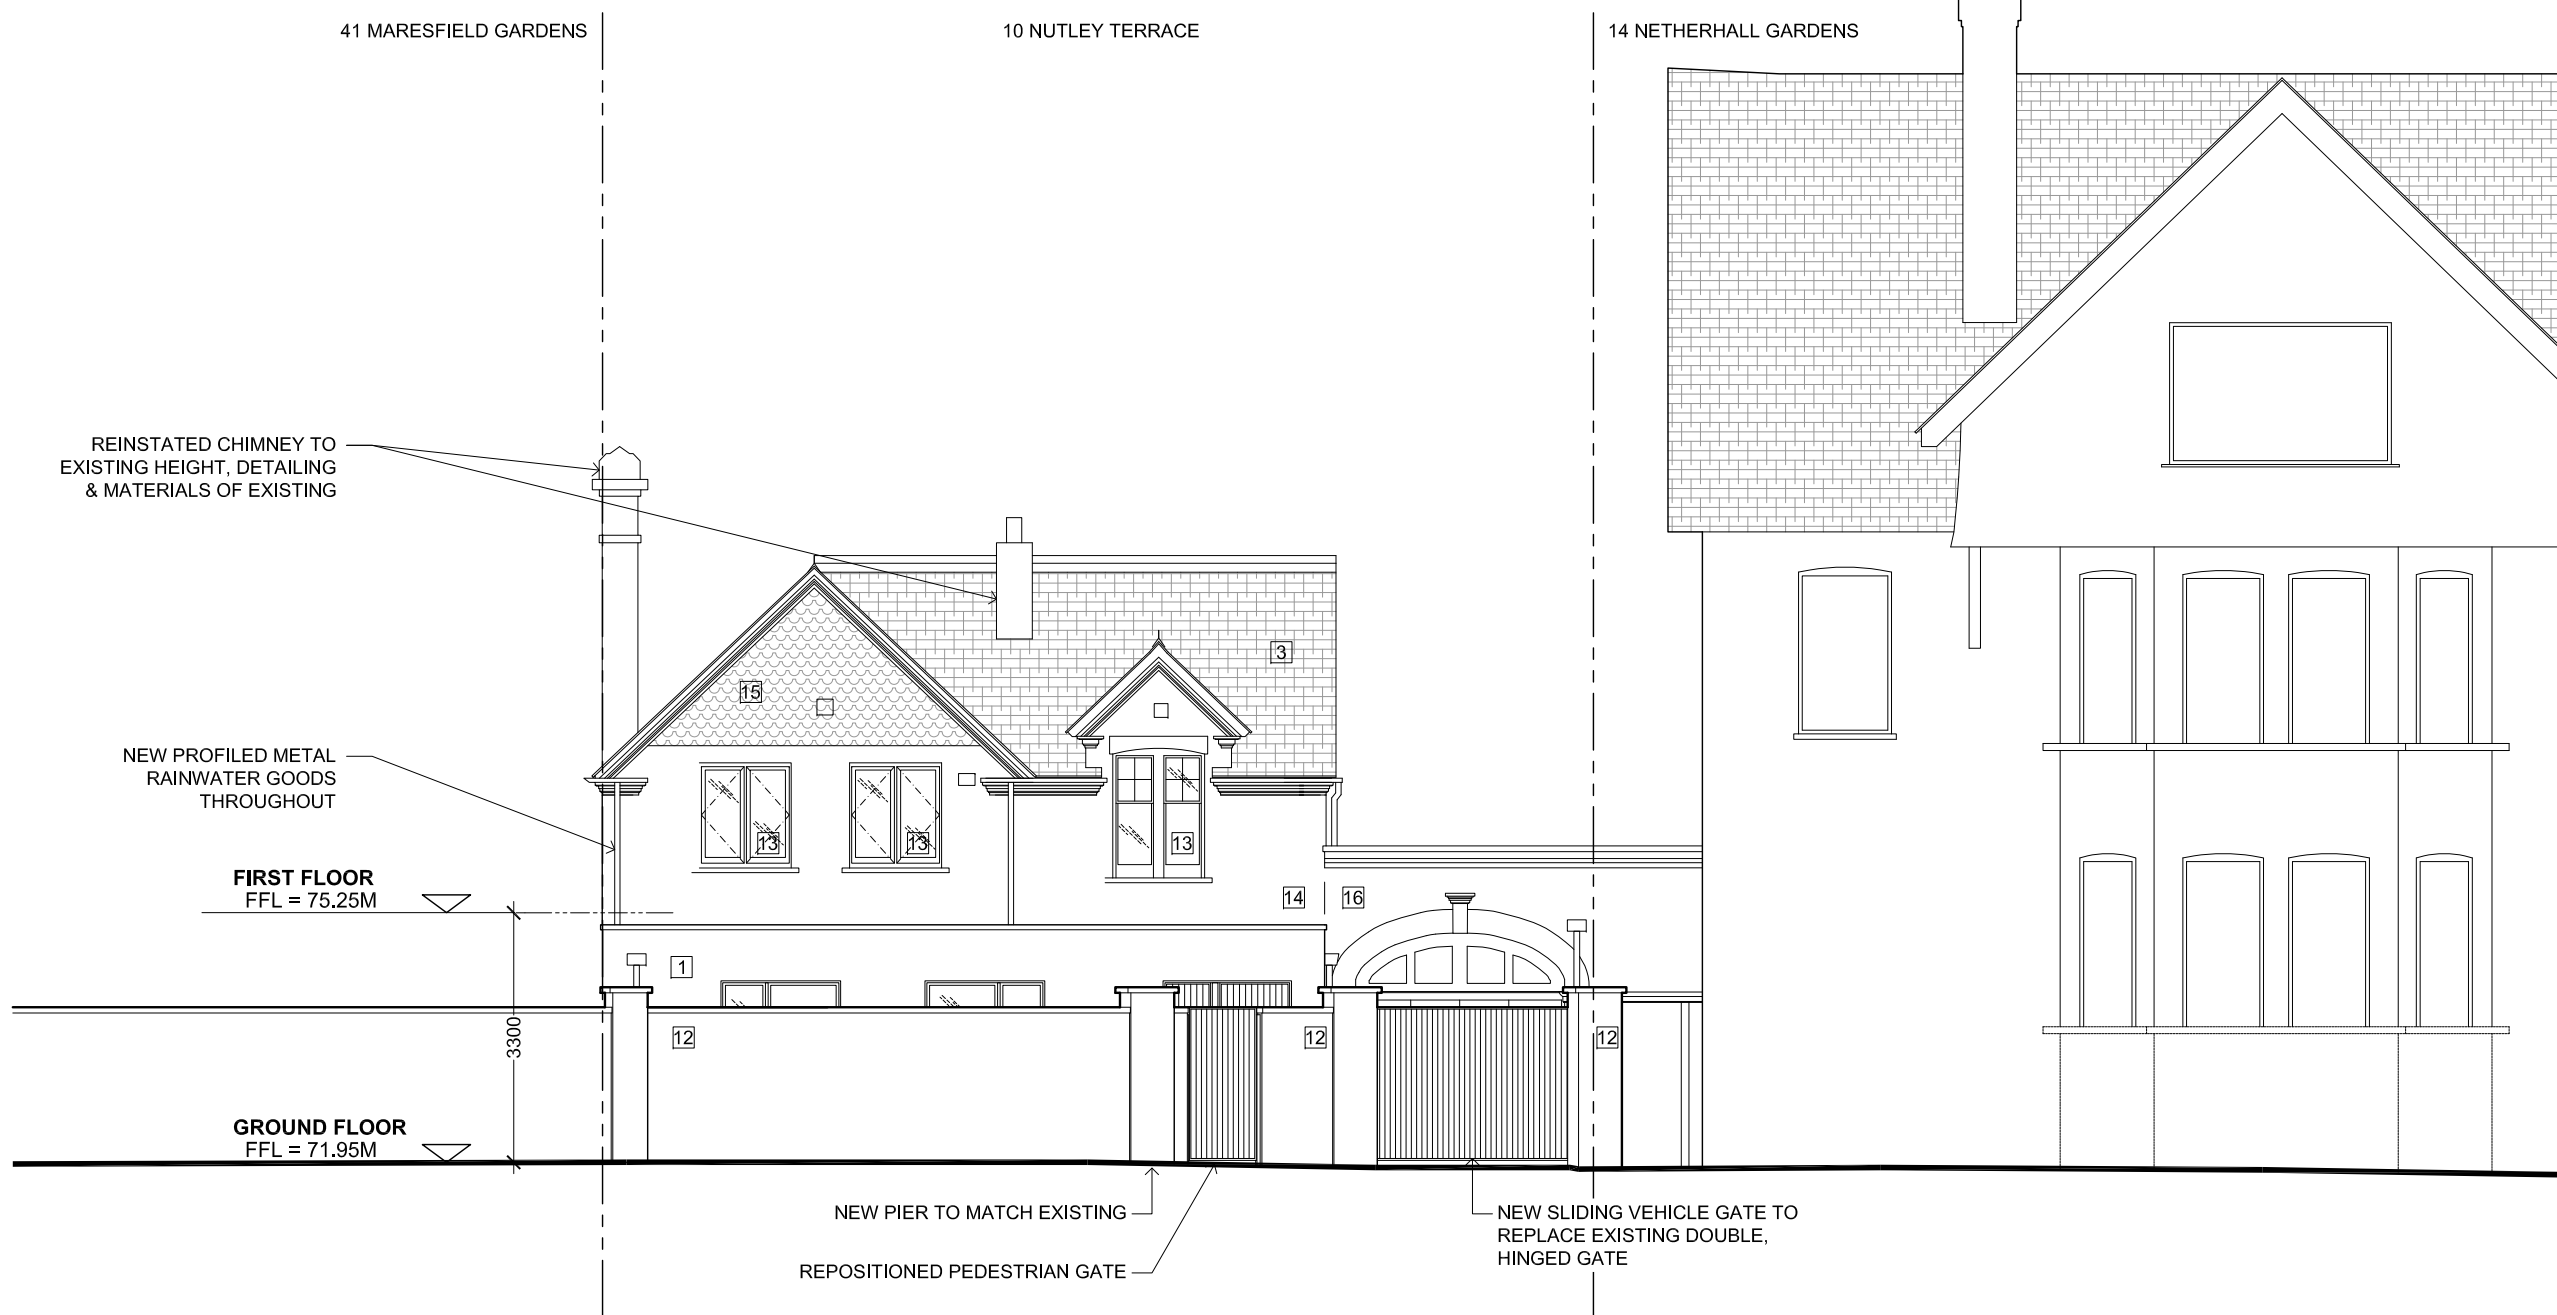 41 MARESFIELD GARDENS
10 NUTLEY TERRACE
14 NETHERHALL GARDENS
REINSTATED CHIMNEY TO
EXISTING HEIGHT, DETAILING
& MATERIALS OF EXISTING
3
15
NEW PROFILED METAL
RAINWATER GOODS
THROUGHOUT
13
13
13
FIRST FLOOR
FFL = 75.25M
14
16
1
3300
12
12
12
GROUND FLOOR
FFL = 71.95M
NEW PIER TO MATCH EXISTING
REPOSITIONED PEDESTRIAN GATE
NEW SLIDING VEHICLE GATE TO
REPLACE EXISTING DOUBLE,
HINGED GATE